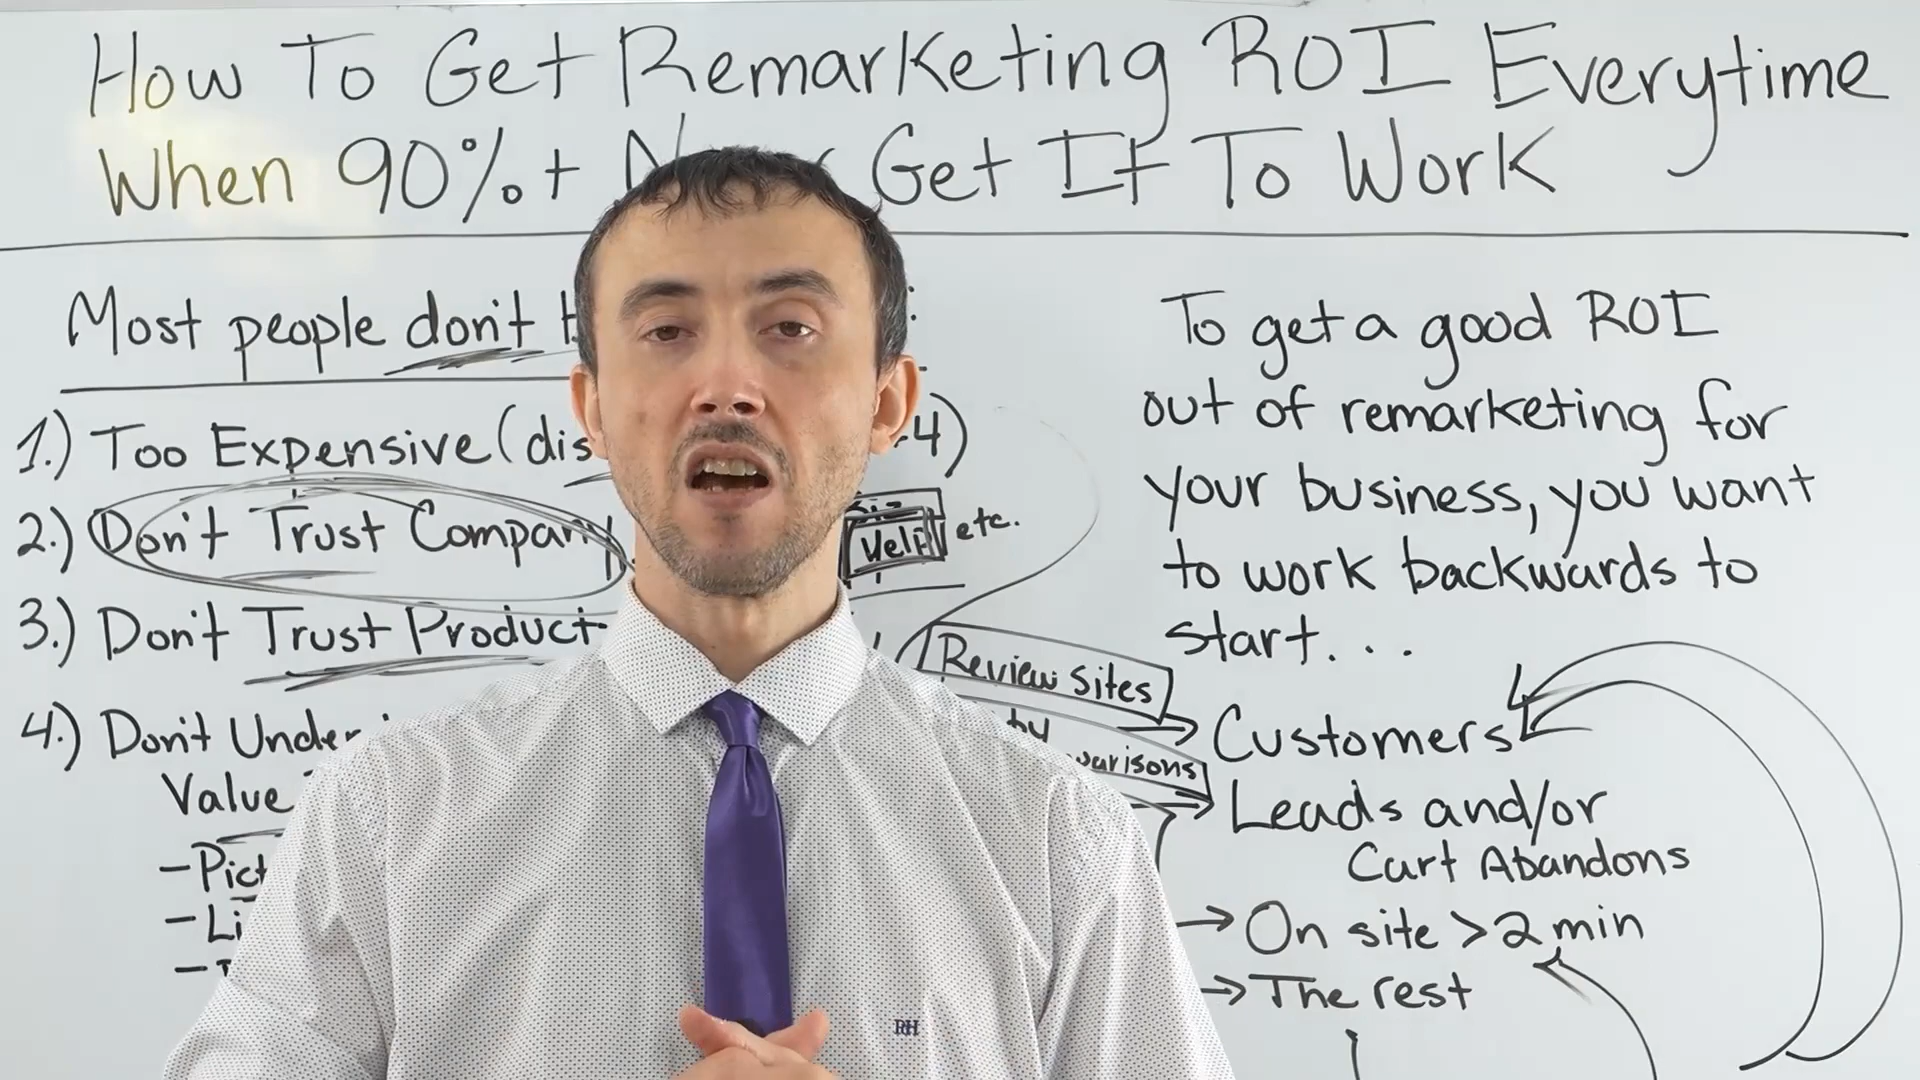 How To Get Remarketing ROI Everytime
When 90%+ Get It To Work
Most people don't
1.) Too Expensive (dis -4)
2.) Don't Trust Company
Yelp etc.
3.) Don't Trust Product
Review Sites
4.) Don't Under
by
Value
-Pict
-Li
To get a good ROI
out of remarketing for
your business, you want
to work backwards to
start...
Customers
Leads and/or
Cart Abandons
On site >2 min
The rest
RH